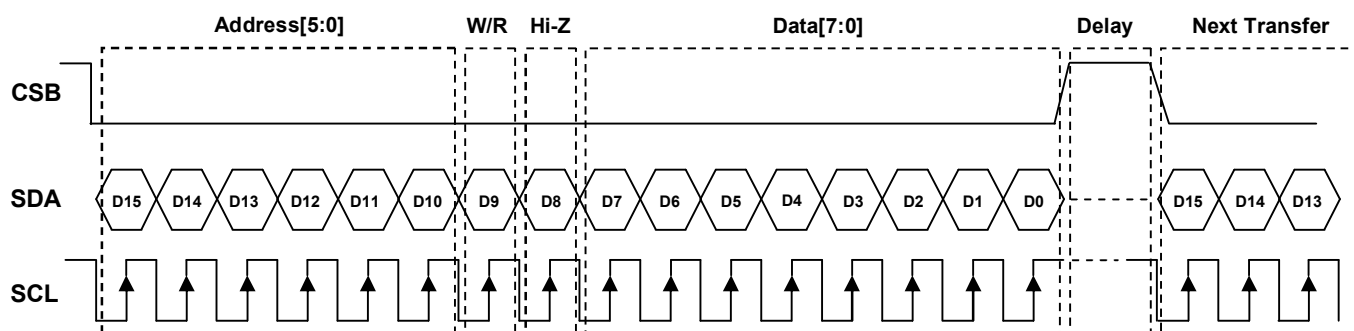 Address[5:0] W/R Hi-Z Data[7:0] Delay Next Transfer
CSB
SDA D15 D14 D13 D12 D11 D10 D9 D8 D7 D6 D5 D4 D3 D2 D1 D0 D15 D14 D13
SCL